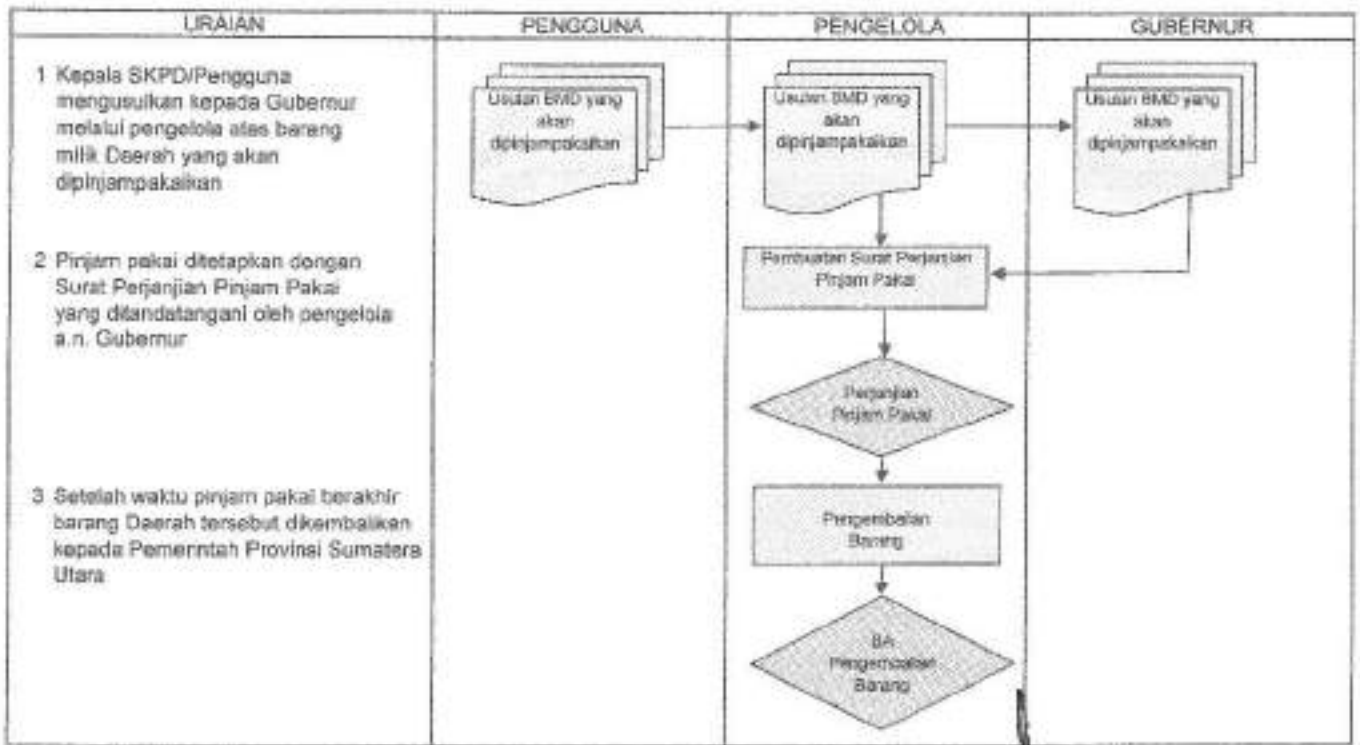 URAIAN
PENGGUNA
PENGELOLA
GUBERNUR
1 Kepala SKPD/Pengguna
mengusulkan kepada Gubernur
melalui pengelola atas barang
milik Daerah yang akan
dipinjampakaikan
Usulan BMD yang
akan
dipinjampakaikan
Usulan BMD yang
akan
dipinjampakaikan
Usulan BMD yang
akan
dipinjampakaikan
2 Pinjam pakai ditetapkan dengan
Surat Perjanjian Pinjam Pakai
yang ditandatangani oleh pengelola
a.n. Gubernur
Pembuatan Surat Perjanjian
Pinjam Pakai
Perjanjian
Pinjam Pakai
3 Setelah waktu pinjam pakai berakhir
barang Daerah tersebut dikembalikan
kepada Pemerintah Provinsi Sumatera
Utara
Pengembalian
Barang
BA
Pengembalian
Barang